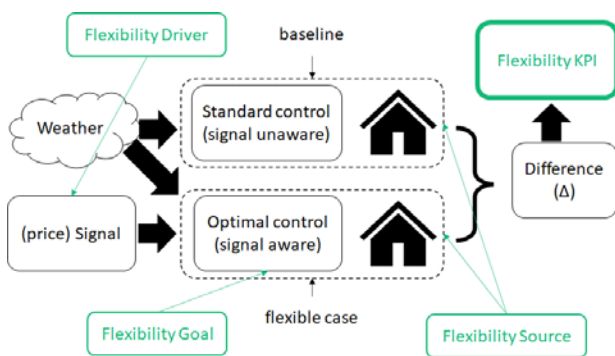 Flexibility Driver
baseline
Flexibility KPI
Weather
Standard control
(signal unaware)
Difference
(Δ)
(price) Signal
Optimal control
(signal aware)
Flexibility Goal
flexible case
Flexibility Source